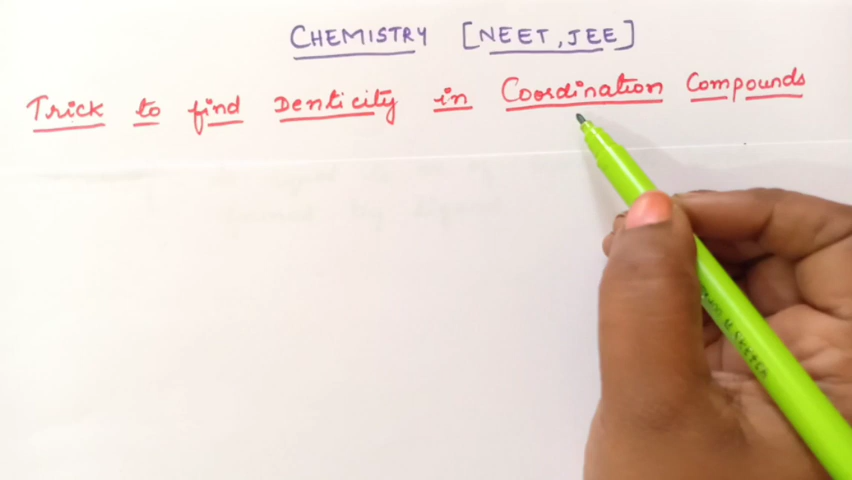 CHEMISTRY [NEET, JEE]
Trick to find Denticity in Coordination Compounds